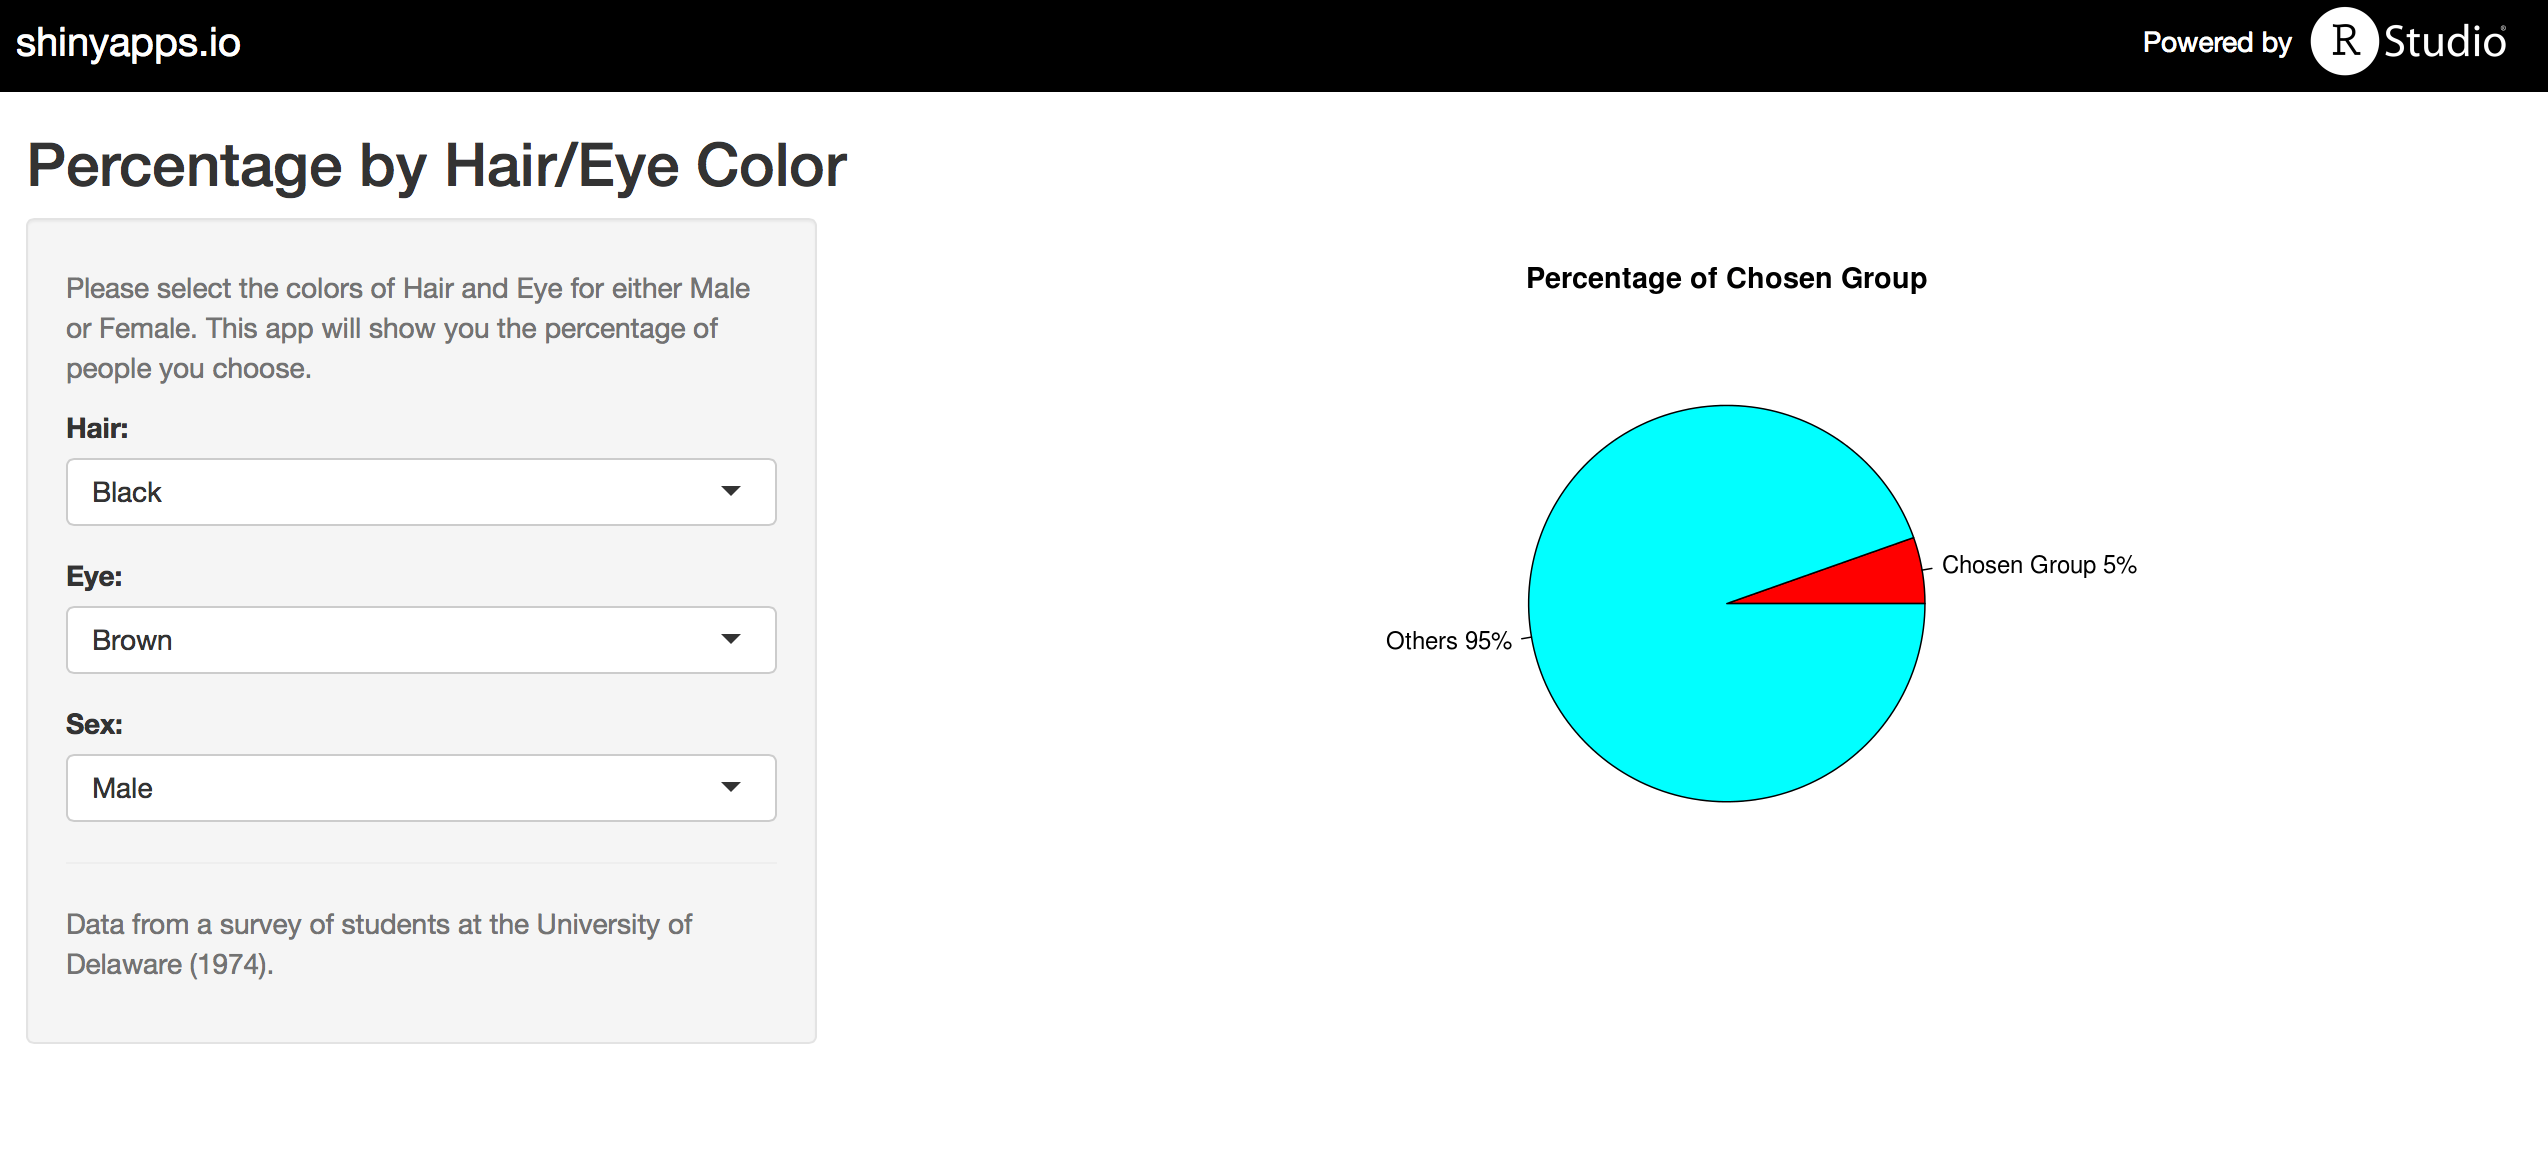 shinyapps.io
Powered by R Studio®
Percentage by Hair/Eye Color
Please select the colors of Hair and Eye for either Male
or Female. This app will show you the percentage of
people you choose.
Hair:
Black
Eye:
Brown
Sex:
Male
Data from a survey of students at the University of
Delaware (1974).
Percentage of Chosen Group
Chosen Group 5%
Others 95%